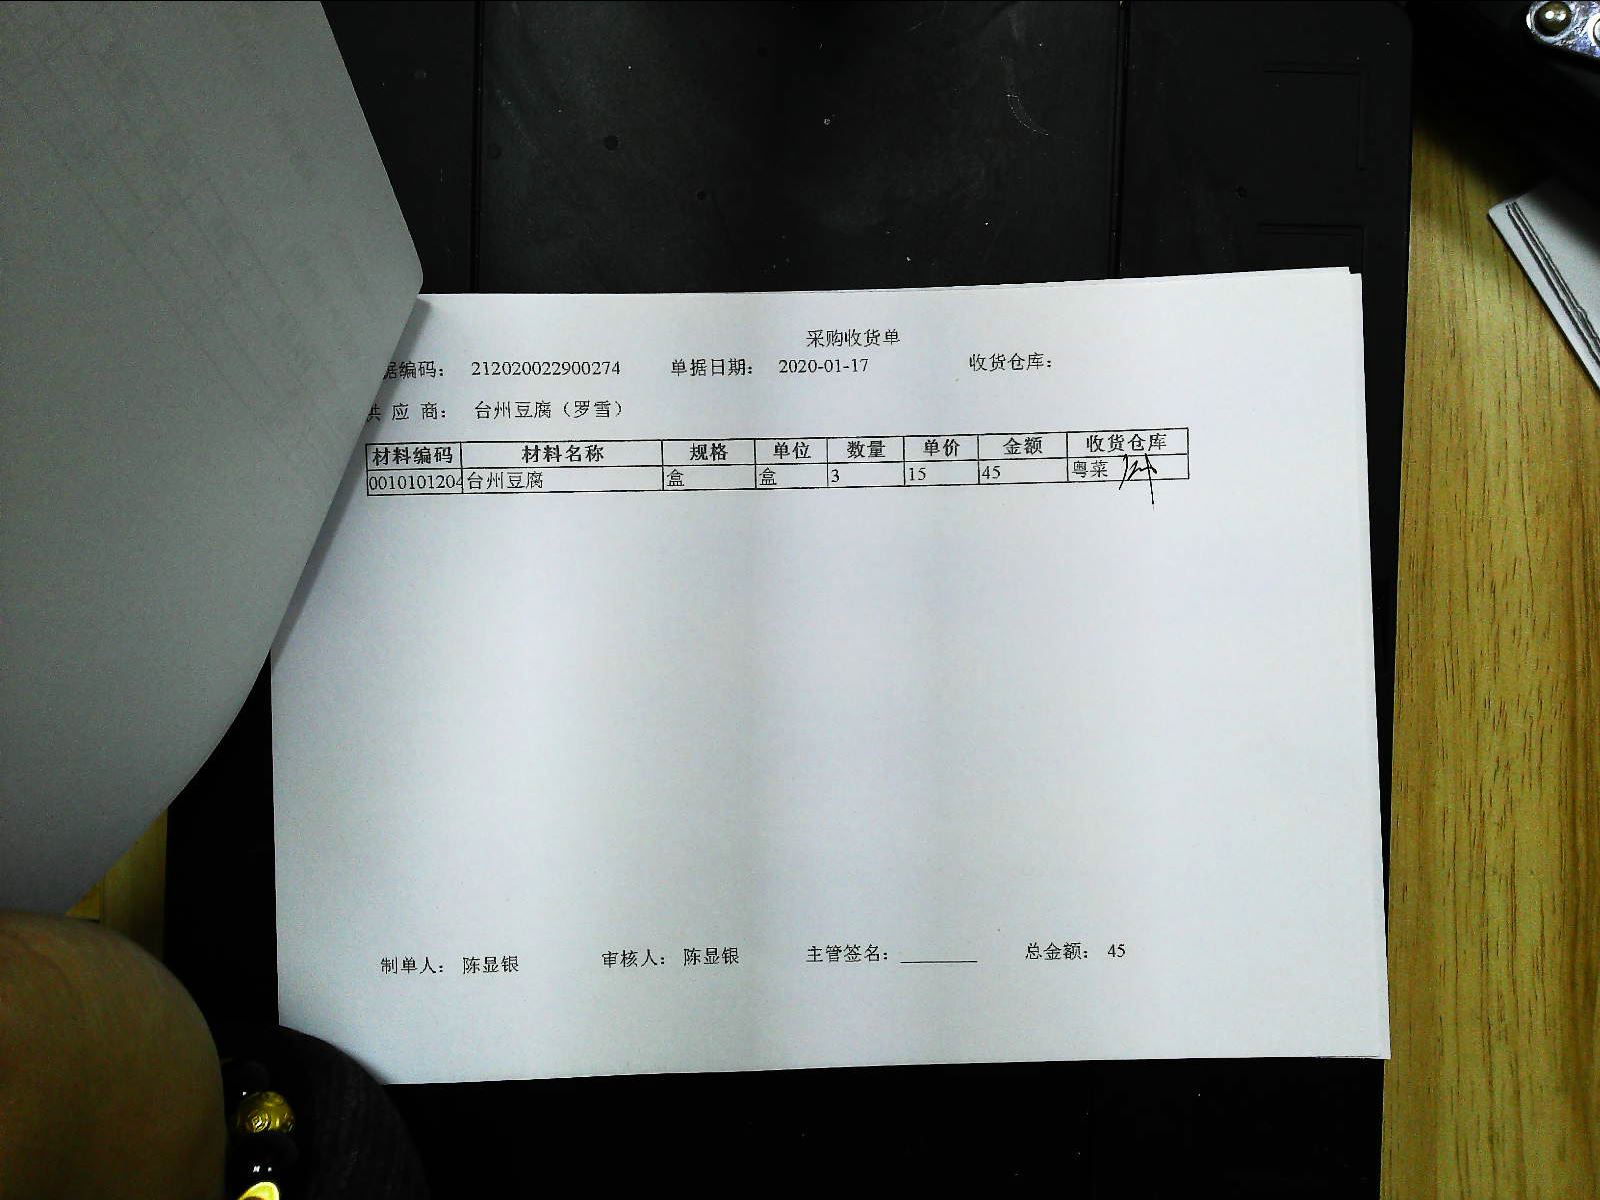 采购收货单
据编码： 212020022900274 单据日期： 2020-01-17 收货仓库：
供 应 商： 台州豆腐（罗雪）
材料编码 材料名称 规格 单位 数量 单价 金额 收货仓库
0010101204 台州豆腐 盒 盒 3 15 45 粤菜
制单人： 陈显银 审核人： 陈显银 主管签名：________ 总金额： 45